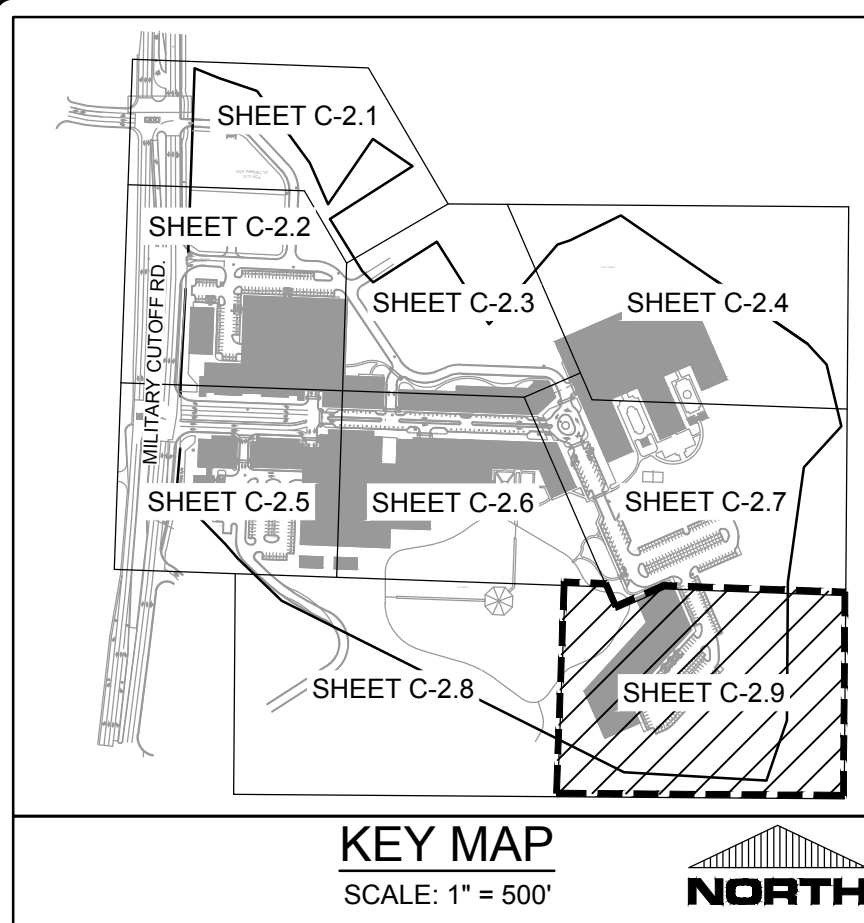 SHEET C-2.1
SHEET C-2.2
SHEET C-2.3
SHEET C-2.4
MILITARY CUTOFF RD.
SHEET C-2.5
SHEET C-2.6
SHEET C-2.7
SHEET C-2.8
SHEET C-2.9
KEY MAP
SCALE: 1" = 500'
NORTH